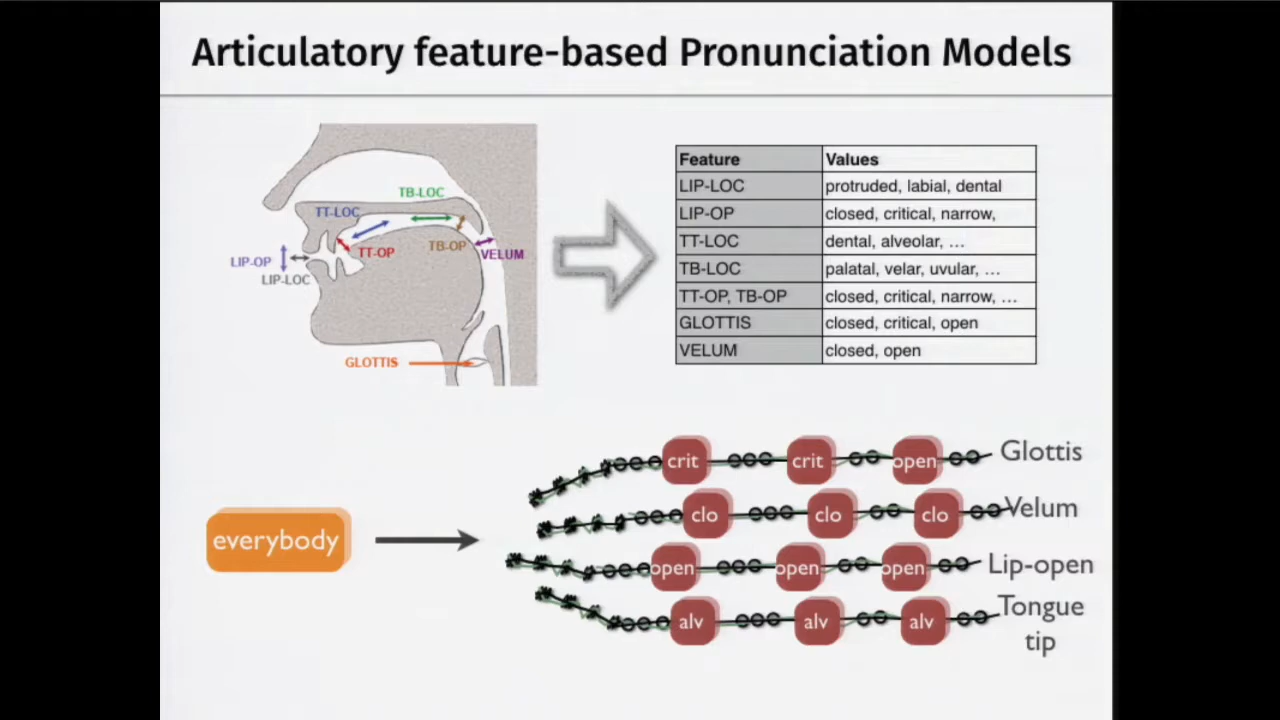 Articulatory feature-based Pronunciation Models
TB-LOC
TT-LOC
TT-OP
TB-OP
VELUM
LIP-OP
LIP-LOC
GLOTTIS
Feature Values
LIP-LOC protruded, labial, dental
LIP-OP closed, critical, narrow,
TT-LOC dental, alveolar, …
TB-LOC palatal, velar, uvular, …
TT-OP, TB-OP closed, critical, narrow, …
GLOTTIS closed, critical, open
VELUM closed, open
everybody
crit crit open Glottis
clo clo clo Velum
open open open Lip-open
alv alv alv Tongue
tip